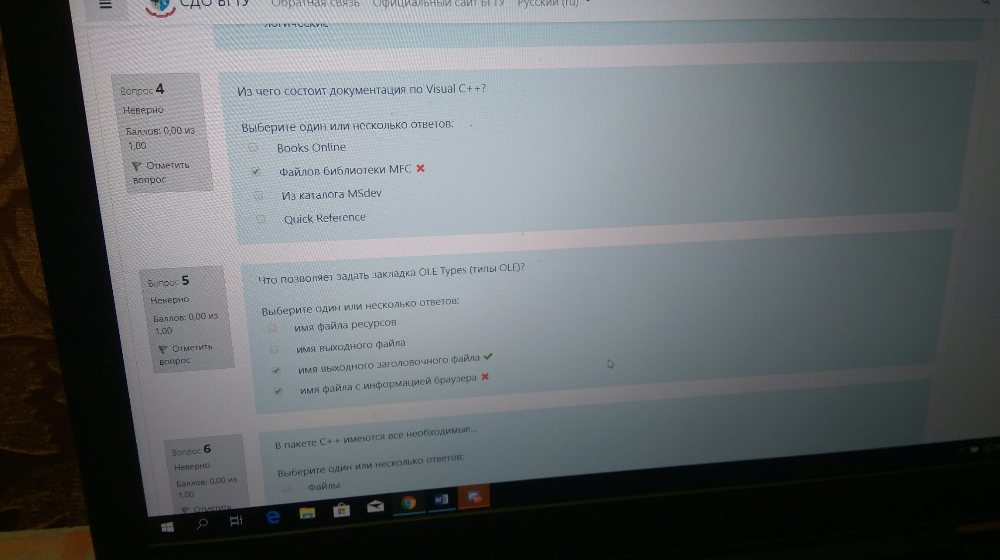 СДО БГТУ Обратная связь Официальный сайт БГТУ Русский (ru)
логические
Вопрос 4
Неверно
Баллов: 0,00 из
1,00
Отметить
вопрос
Из чего состоит документация по Visual C++?
Выберите один или несколько ответов:
Books Online
Файлов библиотеки MFC
Из каталога MSdev
Quick Reference
Вопрос 5
Неверно
Баллов: 0,00 из
1,00
Отметить
вопрос
Что позволяет задать закладка OLE Types (типы OLE)?
Выберите один или несколько ответов:
имя файла ресурсов
имя выходного файла
имя выходного заголовочного файла
имя файла с информацией браузера
Вопрос 6
Неверно
Баллов: 0,00 из
1,00
Отметить
В пакете С++ имеются все необходимые...
Выберите один или несколько ответов:
Файлы